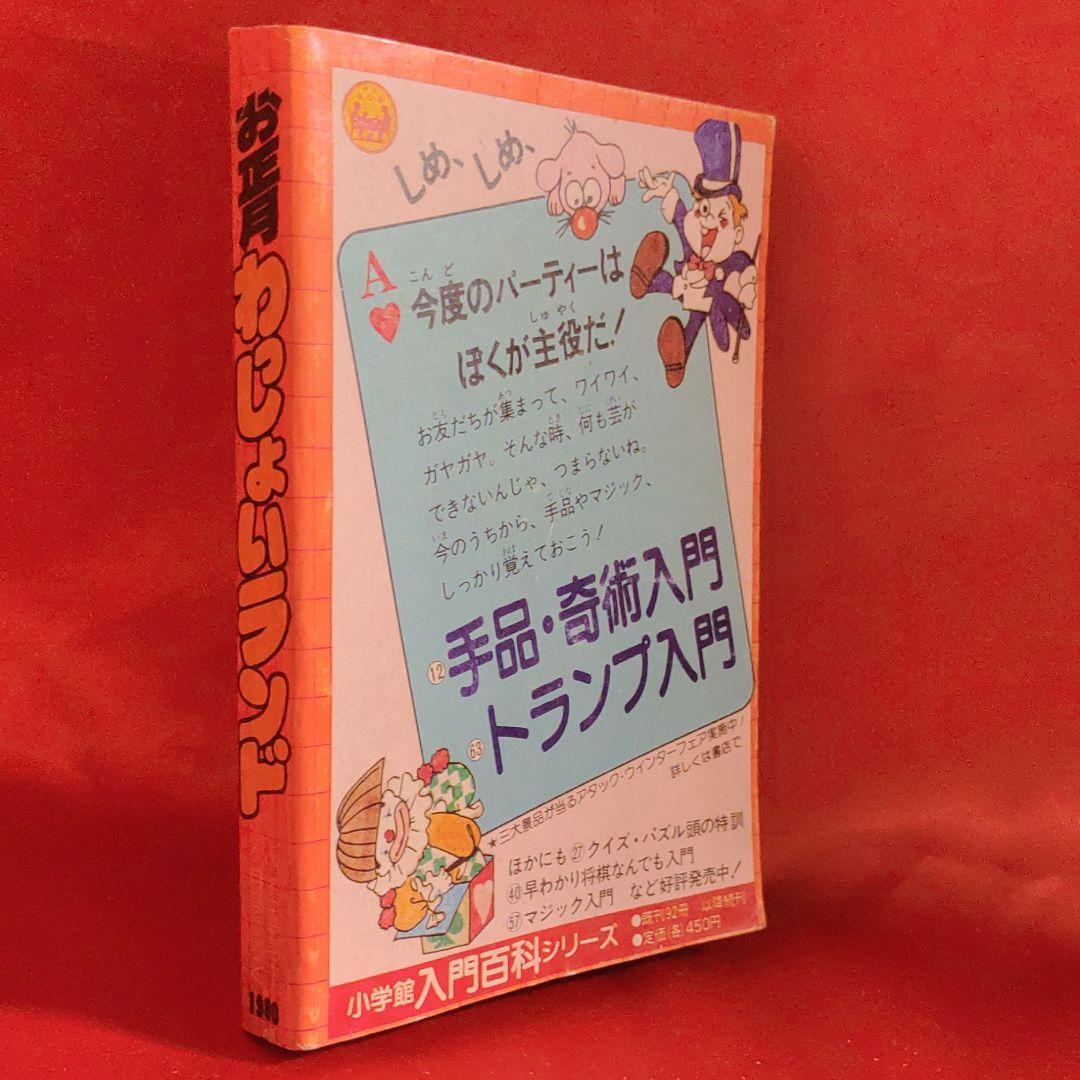 お正月わっしょいランド
1980
しめ、しめ、
A
今度のパーティーは
こんど
ぼくが主役だ!
しゅやく
お友だちが集まって、ワイワイ、
ガヤガヤ。そんな時、何も芸が
できないんじゃ、つまらないね。
今のうちから、手品やマジック、
しっかり覚えておこう!
⑫手品・奇術入門
63トランプ入門
★三大景品が当るアタック・ウインターフェア実施中!
詳しくは書店で
ほかにも㉗クイズ・パズル頭の特訓
㊵早わかり将棋なんでも入門
57マジック入門 など好評発売中!
小学館入門百科シリーズ
●既刊92冊 以降続刊
●定価(各)450円